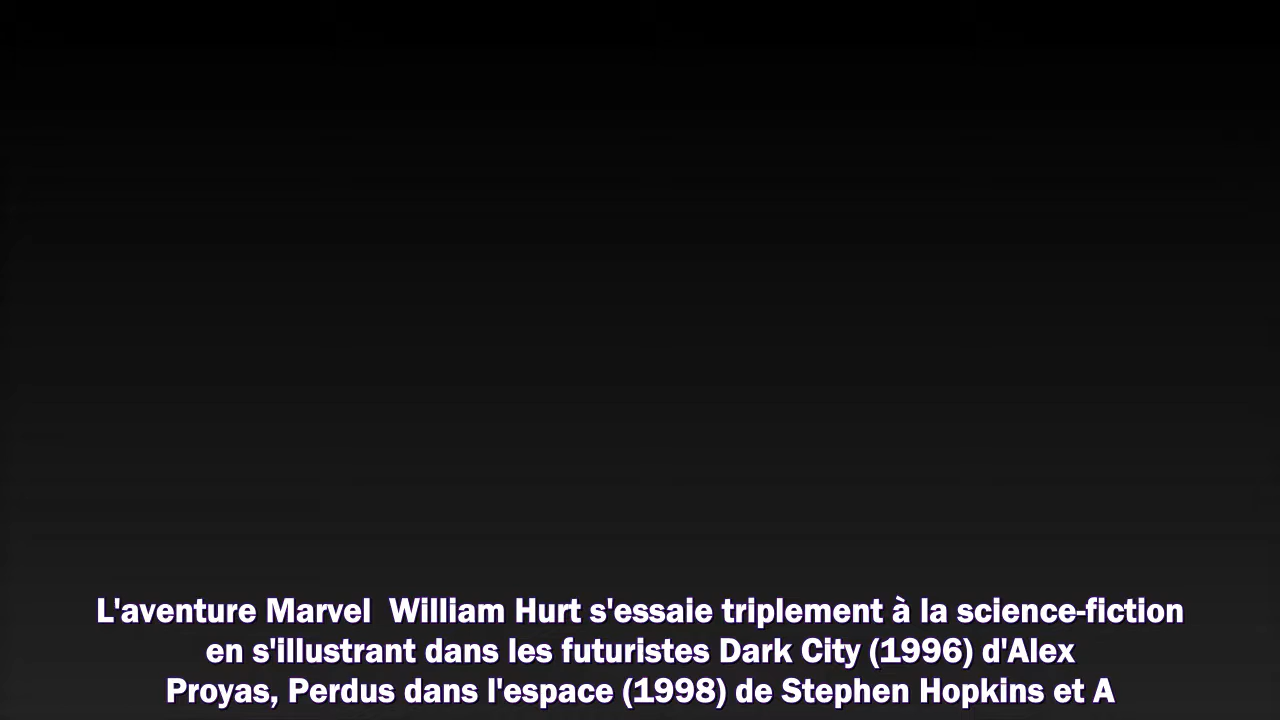 L'aventure Marvel  William Hurt s'essaie triplement à la science-fiction
en s'illustrant dans les futuristes Dark City (1996) d'Alex
Proyas, Perdus dans l'espace (1998) de Stephen Hopkins et A